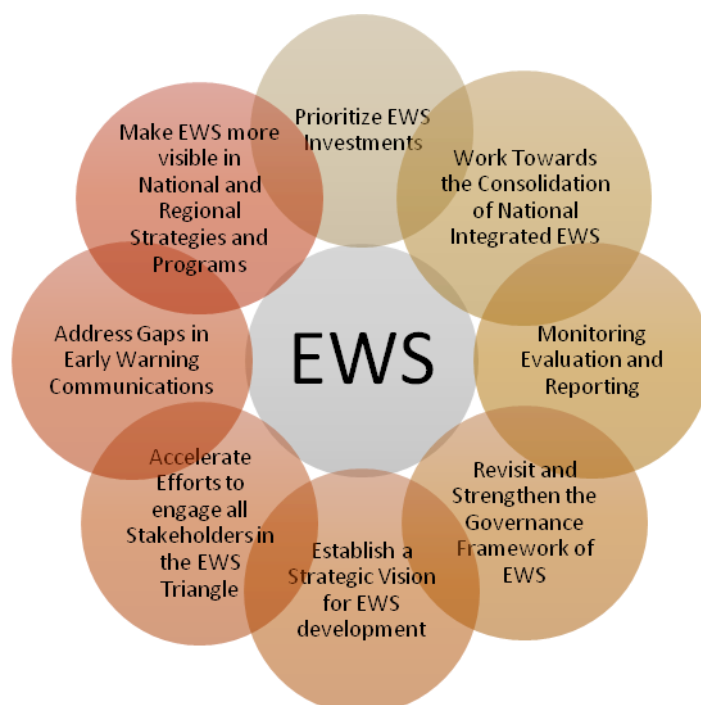 Prioritize EWS
Investments
Work Towards
the Consolidation
of National
Integrated EWS
Monitoring
Evaluation and
Reporting
Revisit and
Strengthen the
Governance
Framework of
EWS
Establish a
Strategic Vision
for EWS
development
Accelerate
Efforts to
engage all
Stakeholders in
the EWS
Triangle
Address Gaps in
Early Warning
Communications
Make EWS more
visible in
National and
Regional
Strategies and
Programs
EWS